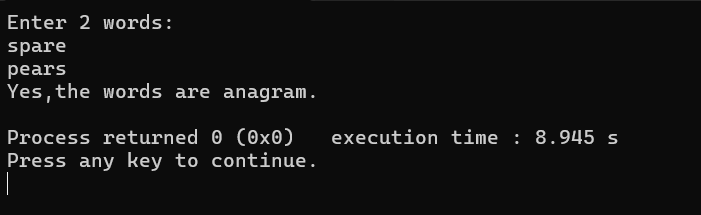 Enter 2 words:
spare
pears
Yes,the words are anagram.
Process returned 0 (0x0)   execution time : 8.945 s
Press any key to continue.